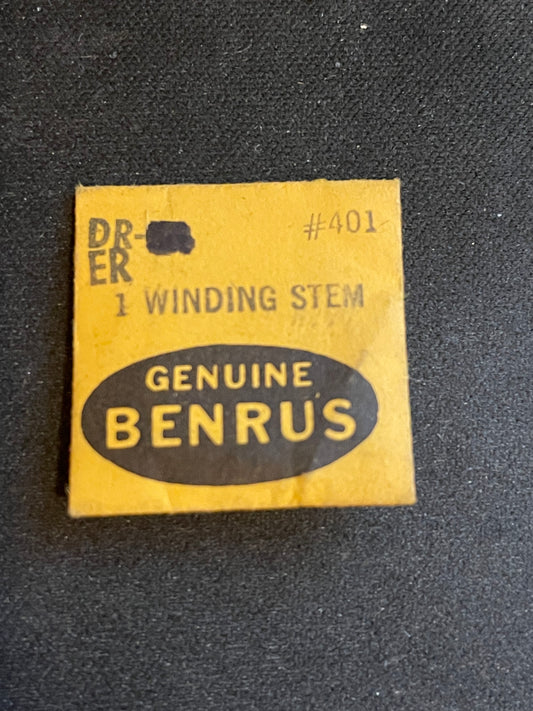 DR- #401
ER
1 WINDING STEM
GENUINE
BENRUS